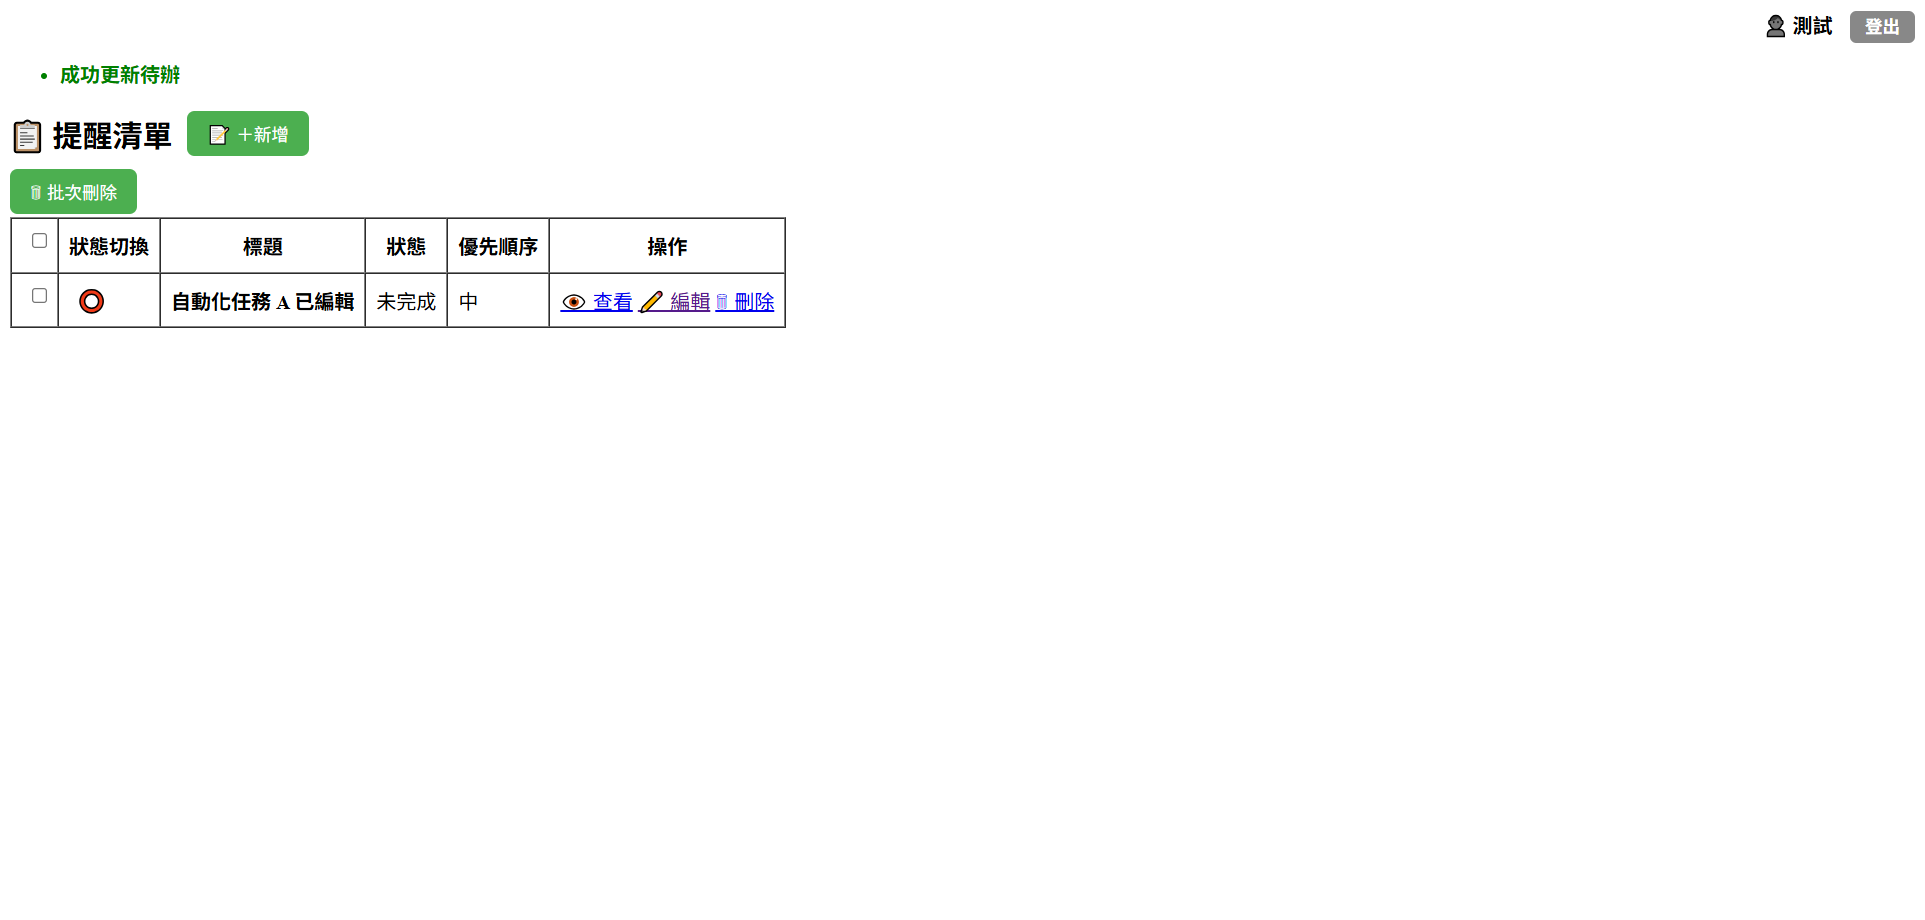 👤 測試 登出
成功更新待辦
📋 提醒清單 📝 ＋新增
🗑 批次刪除
狀態切換 標題 狀態 優先順序 操作
⭕ 自動化任務 A 已編輯 未完成 中 👁 查看 ✏️ 編輯 🗑 刪除